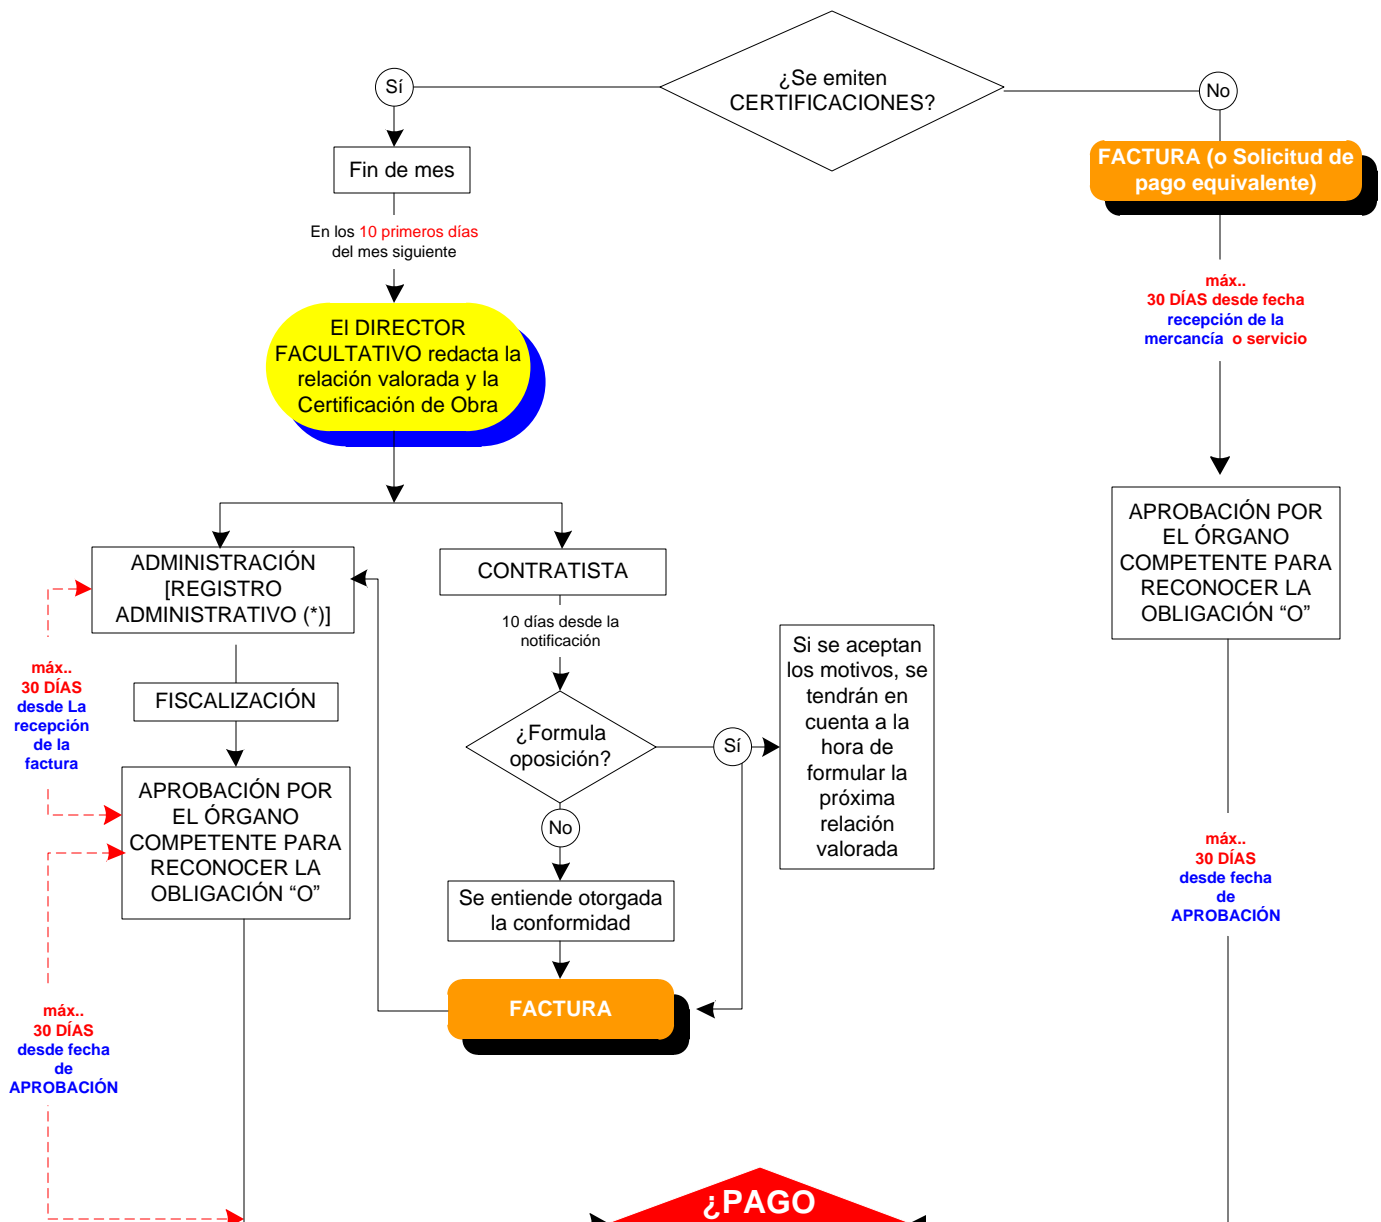 ¿Se emiten
CERTIFICACIONES?
Sí
No
Fin de mes
FACTURA (o Solicitud de
pago equivalente)
En los 10 primeros días
del mes siguiente
máx..
30 DÍAS desde fecha
recepción de la
mercancía o servicio
El DIRECTOR
FACULTATIVO redacta la
relación valorada y la
Certificación de Obra
ADMINISTRACIÓN
[REGISTRO
ADMINISTRATIVO (*)]
CONTRATISTA
APROBACIÓN POR
EL ÓRGANO
COMPETENTE PARA
RECONOCER LA
OBLIGACIÓN “O”
10 días desde la
notificación
máx..
30 DÍAS
desde La
recepción
de la
factura
FISCALIZACIÓN
¿Formula
oposición?
Sí
Si se aceptan
los motivos, se
tendrán en
cuenta a la
hora de
formular la
próxima
relación
valorada
No
APROBACIÓN POR
EL ÓRGANO
COMPETENTE PARA
RECONOCER LA
OBLIGACIÓN “O”
Se entiende otorgada
la conformidad
máx..
30 DÍAS
desde fecha
de
APROBACIÓN
FACTURA
máx..
30 DÍAS
desde fecha
de
APROBACIÓN
¿PAGO